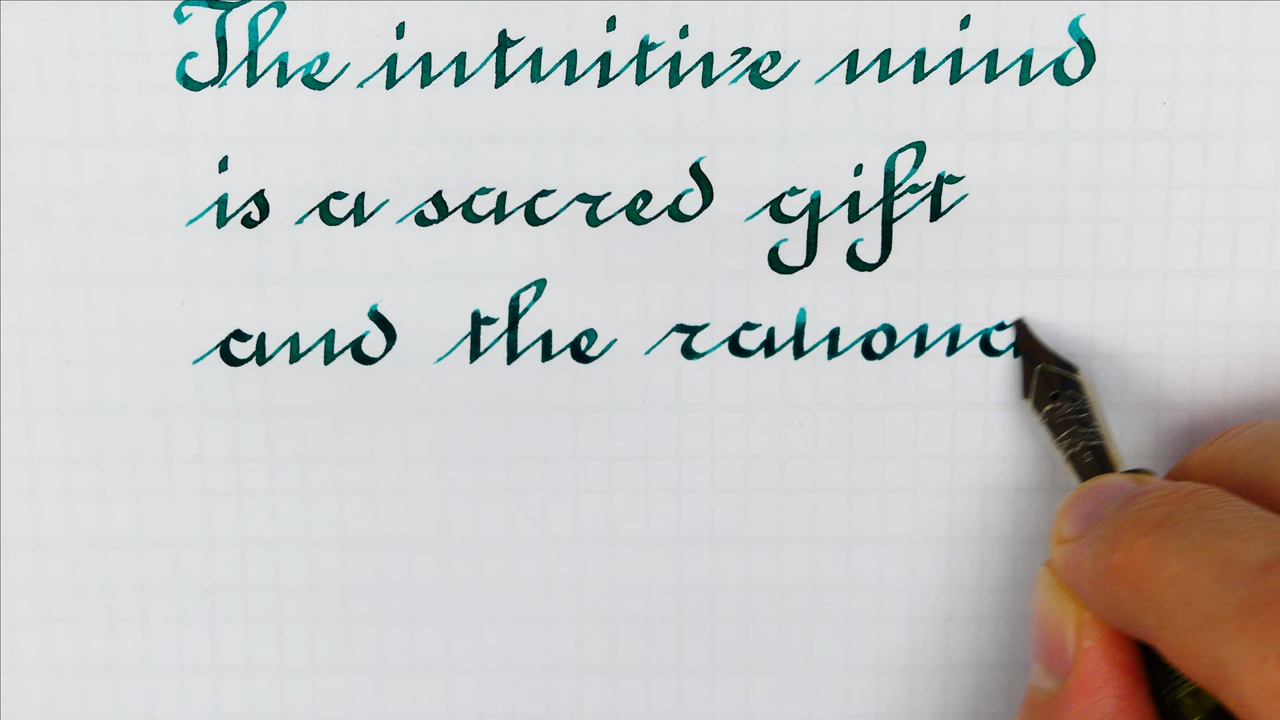 The intuitive mind
is a sacred gift
and the rationa